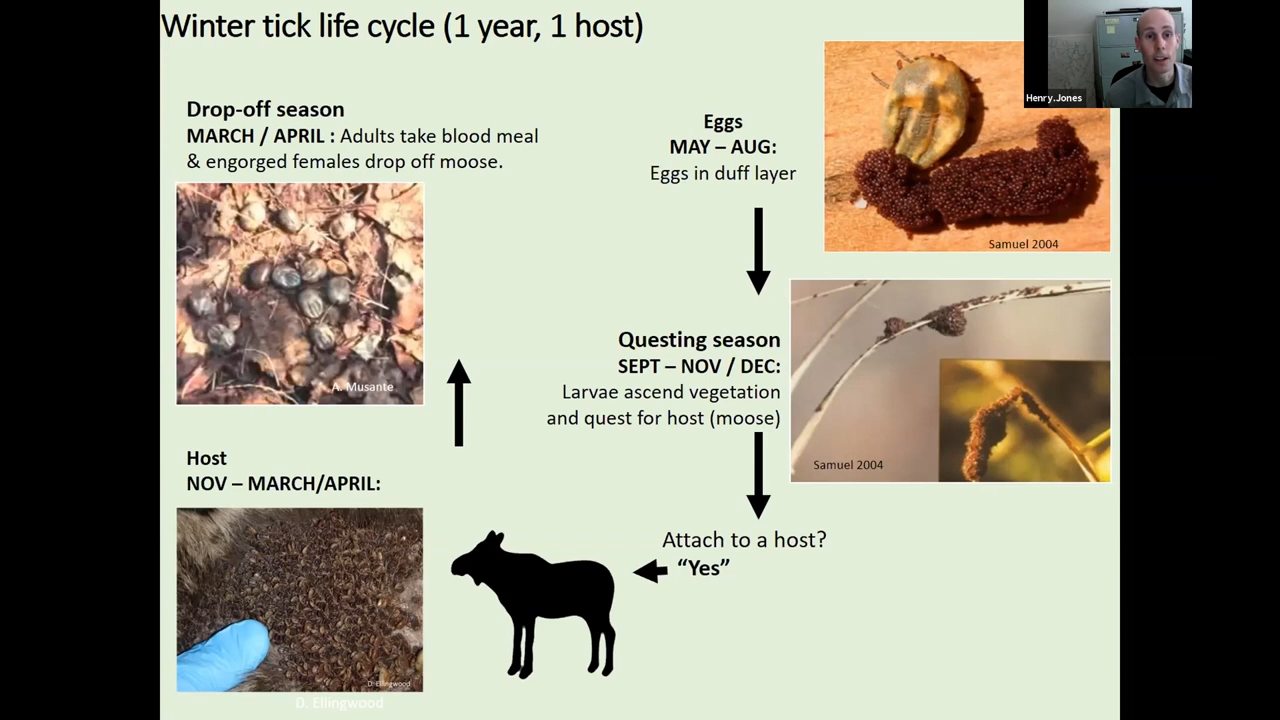 Winter tick life cycle (1 year, 1 host)
Henry.Jones
Drop-off season
MARCH / APRIL : Adults take blood meal
& engorged females drop off moose.
A. Musante
Eggs
MAY – AUG:
Eggs in duff layer
Samuel 2004
Questing season
SEPT – NOV / DEC:
Larvae ascend vegetation
and quest for host (moose)
Samuel 2004
Host
NOV – MARCH/APRIL:
Attach to a host?
“Yes”
D. Ellingwood
D. Ellingwood